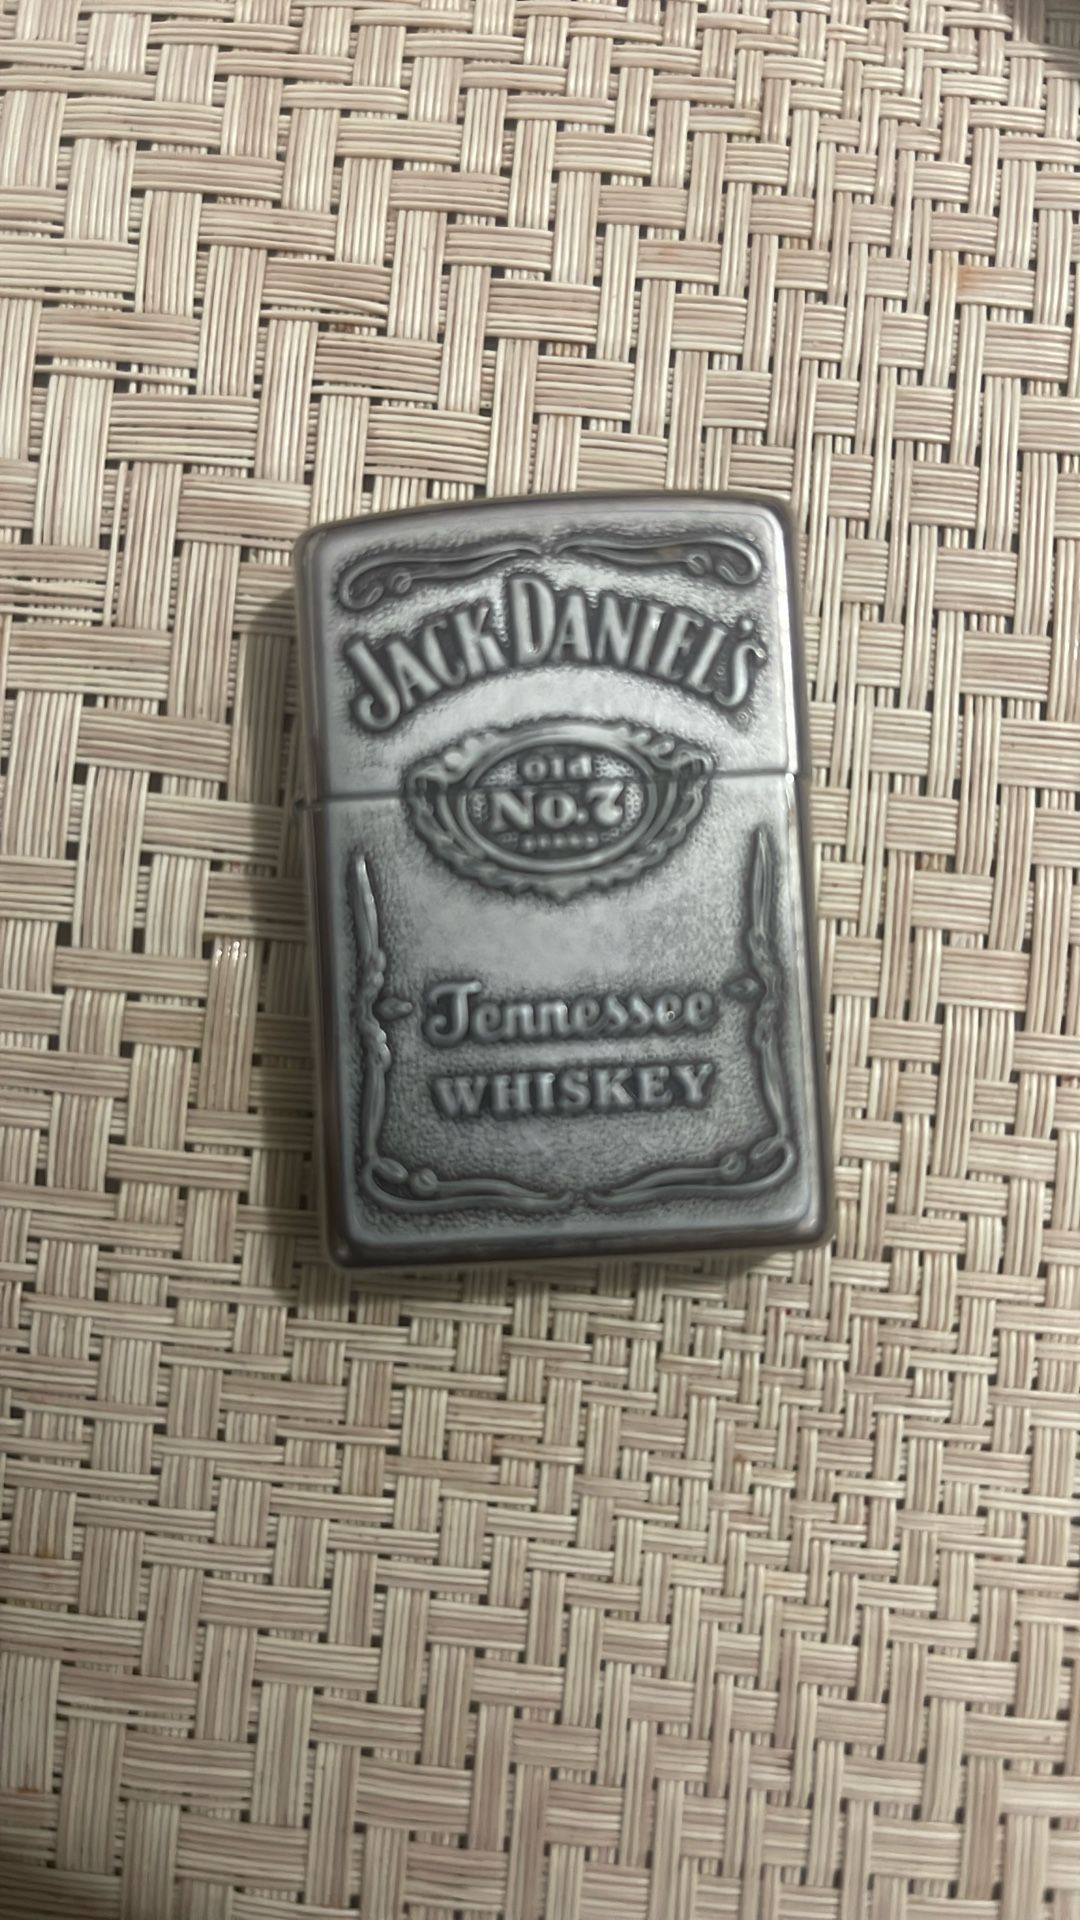 JACK DANIEL'S
Old
No.7
Tennessee
WHISKEY